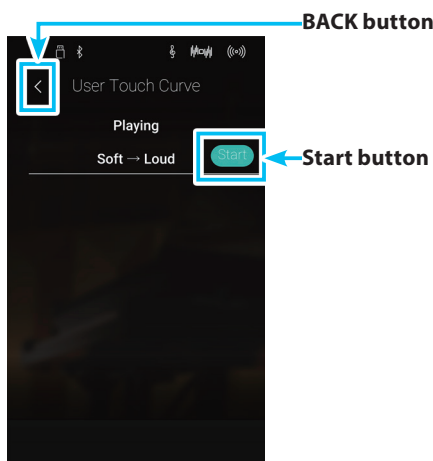 BACK button
User Touch Curve
Playing
Soft → Loud
Start
Start button